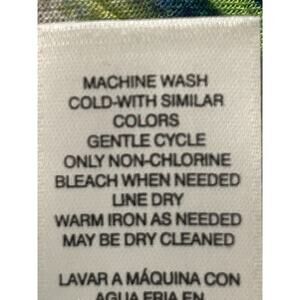 MACHINE WASH
COLD-WITH SIMILAR
COLORS
GENTLE CYCLE
ONLY NON-CHLORINE
BLEACH WHEN NEEDED
LINE DRY
WARM IRON AS NEEDED
MAY BE DRY CLEANED
LAVAR A MÁQUINA CON
AGUA FRIA EN